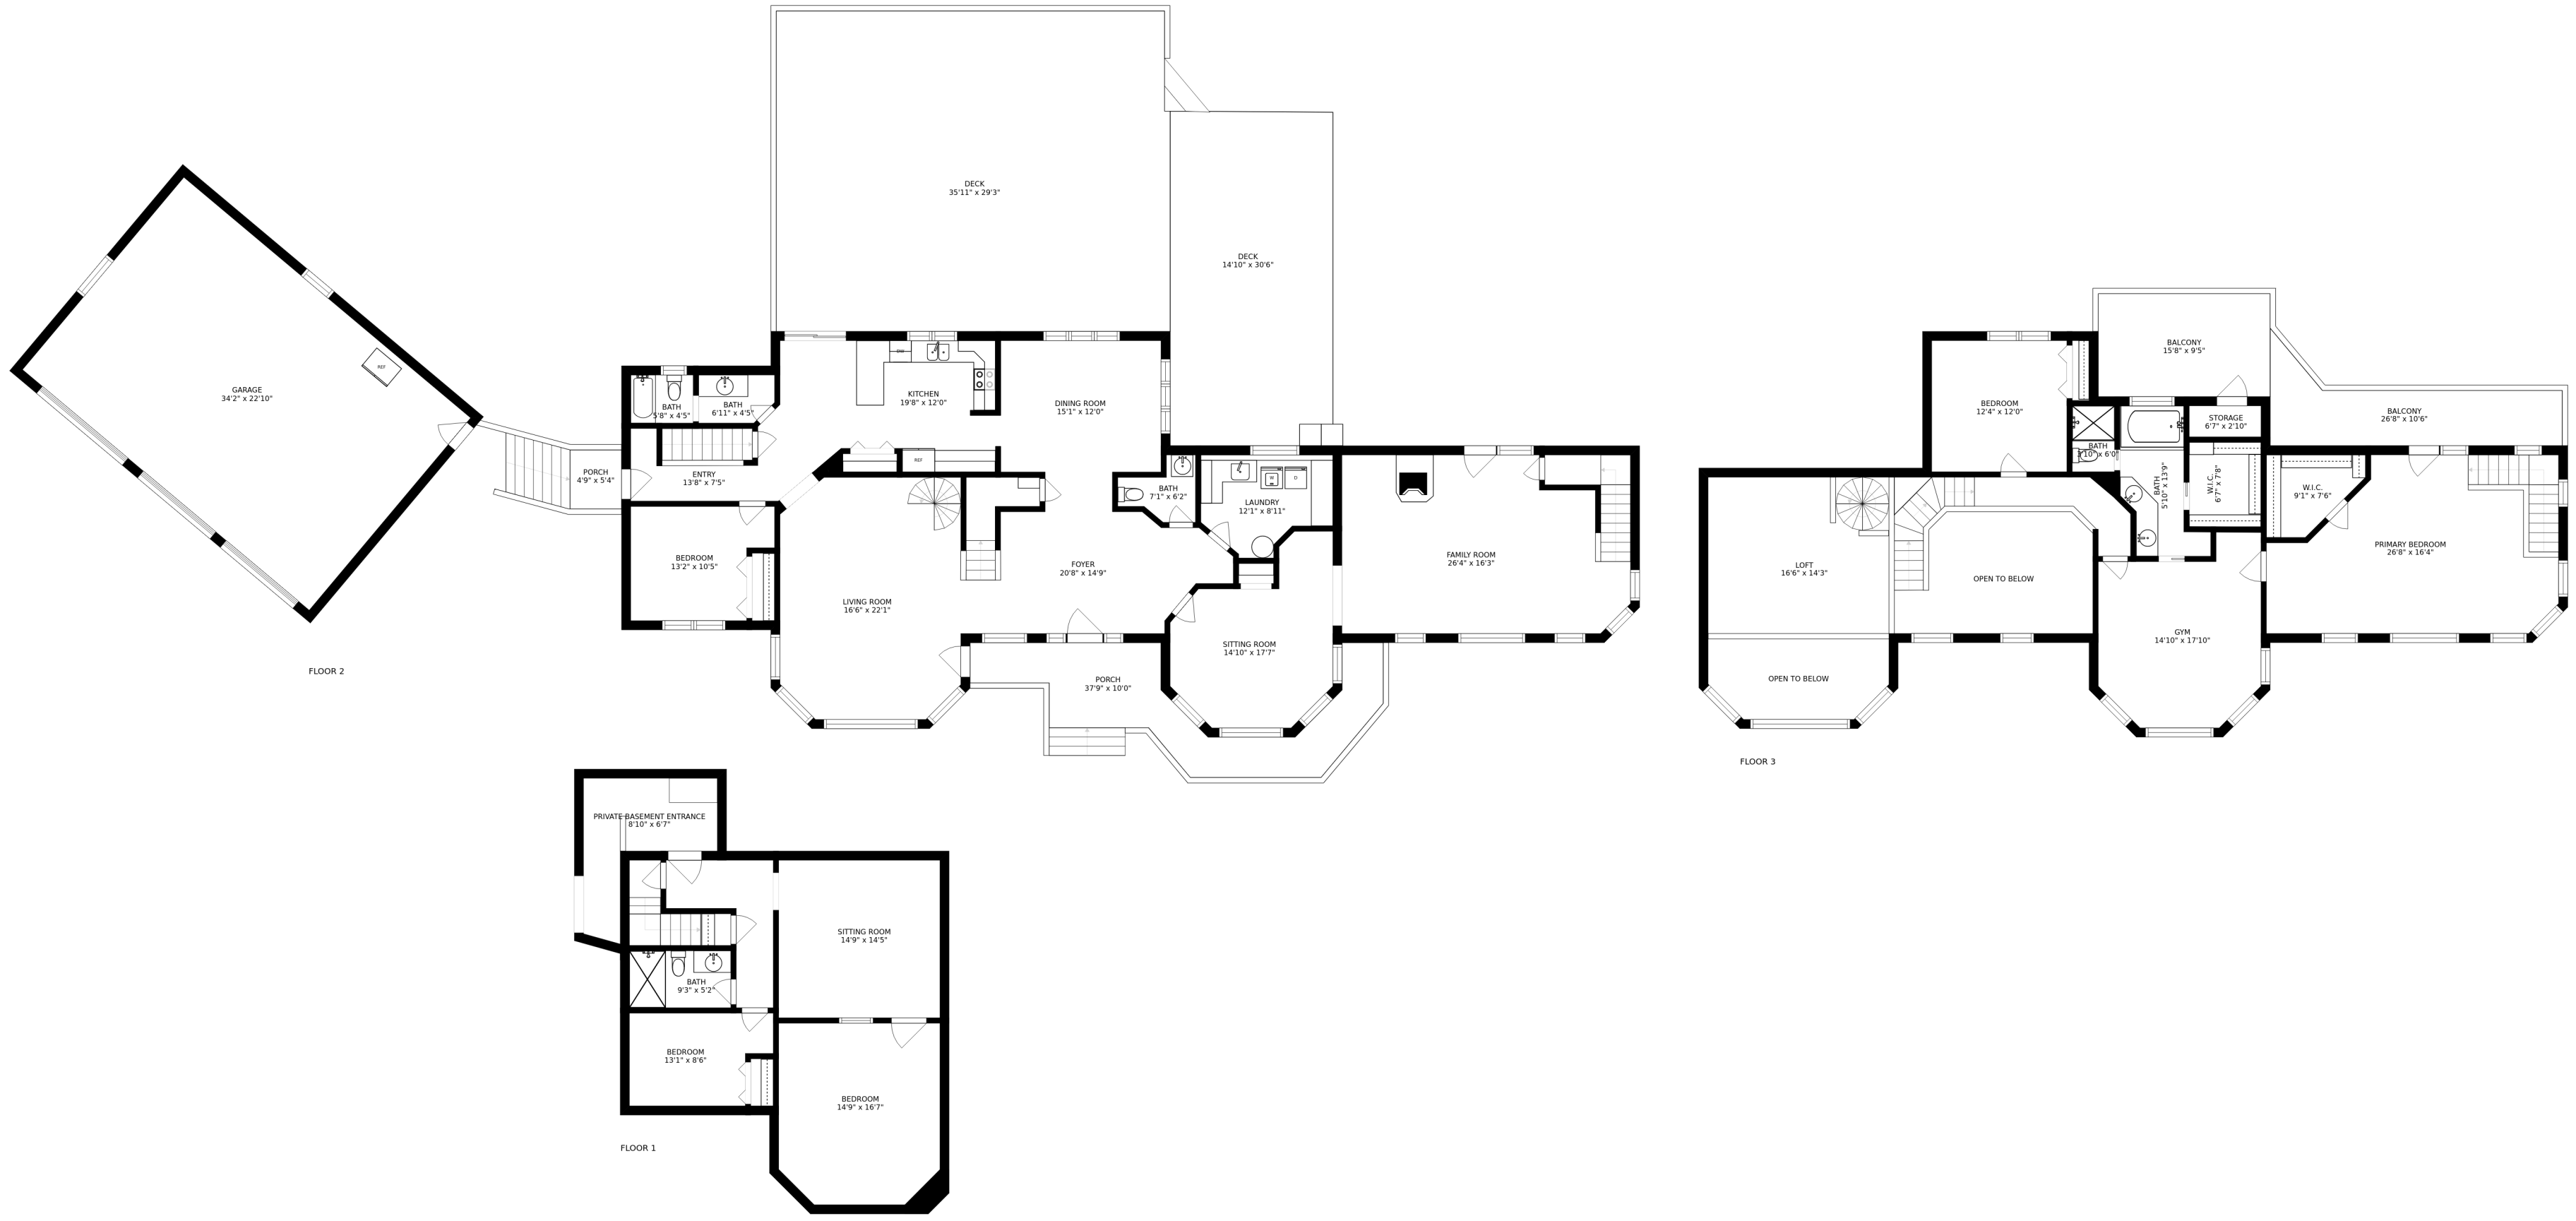 DECK
35'11" x 29'3"
DECK
14'10" x 30'6"
GARAGE
34'2" x 22'10"
REF
PORCH
4'9" x 5'4"
BATH
5'8" x 4'5"
BATH
6'11" x 4'5"
ENTRY
13'8" x 7'5"
KITCHEN
19'8" x 12'0"
DW
REF
DINING ROOM
15'1" x 12'0"
BATH
7'1" x 6'2"
LAUNDRY
12'1" x 8'11"
W
D
BEDROOM
13'2" x 10'5"
LIVING ROOM
16'6" x 22'1"
FOYER
20'8" x 14'9"
FAMILY ROOM
26'4" x 16'3"
SITTING ROOM
14'10" x 17'7"
PORCH
37'9" x 10'0"
FLOOR 2
BALCONY
15'8" x 9'5"
BALCONY
26'8" x 10'6"
BEDROOM
12'4" x 12'0"
STORAGE
6'7" x 2'10"
BATH
3'10" x 6'0"
BATH
5'10" x 13'9"
W.I.C.
6'7" x 7'8"
W.I.C.
9'1" x 7'6"
PRIMARY BEDROOM
26'8" x 16'4"
LOFT
16'6" x 14'3"
OPEN TO BELOW
GYM
14'10" x 17'10"
OPEN TO BELOW
FLOOR 3
PRIVATE BASEMENT ENTRANCE
8'10" x 6'7"
SITTING ROOM
14'9" x 14'5"
BATH
9'3" x 5'2"
BEDROOM
13'1" x 8'6"
BEDROOM
14'9" x 16'7"
FLOOR 1